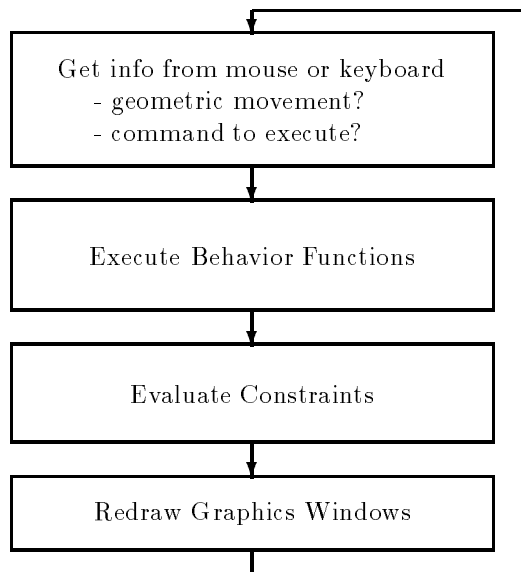 Get info from mouse or keyboard
- geometric movement?
- command to execute?
Execute Behavior Functions
Evaluate Constraints
Redraw Graphics Windows